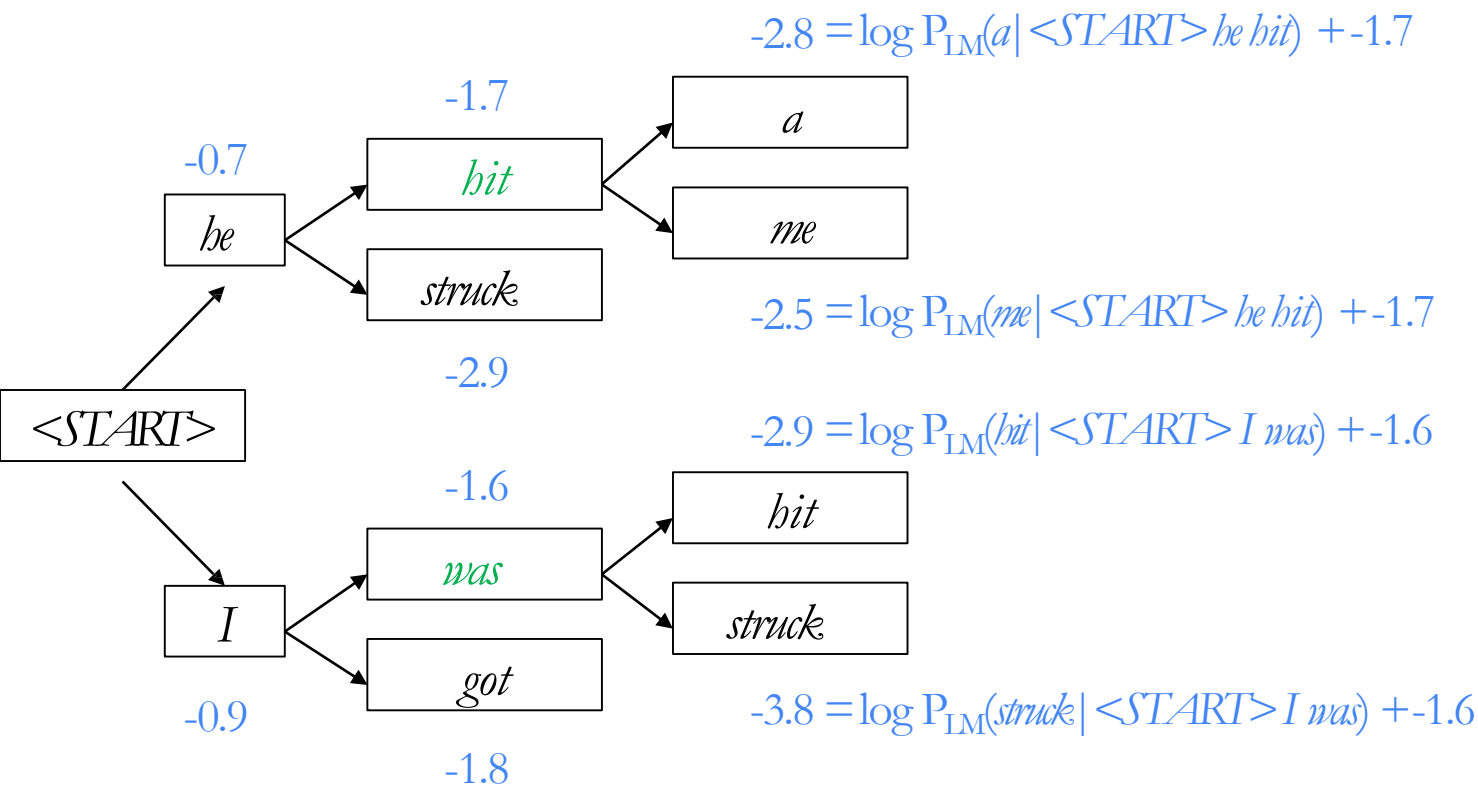 -2.8 = log P_LM(a| <START> he hit) + -1.7
-1.7
a
-0.7
hit
me
he
struck
-2.5 = log P_LM(me| <START> he hit) + -1.7
-2.9
<START>
-2.9 = log P_LM(hit| <START> I was) + -1.6
-1.6
hit
was
I
struck
got
-0.9
-3.8 = log P_LM(struck| <START> I was) + -1.6
-1.8